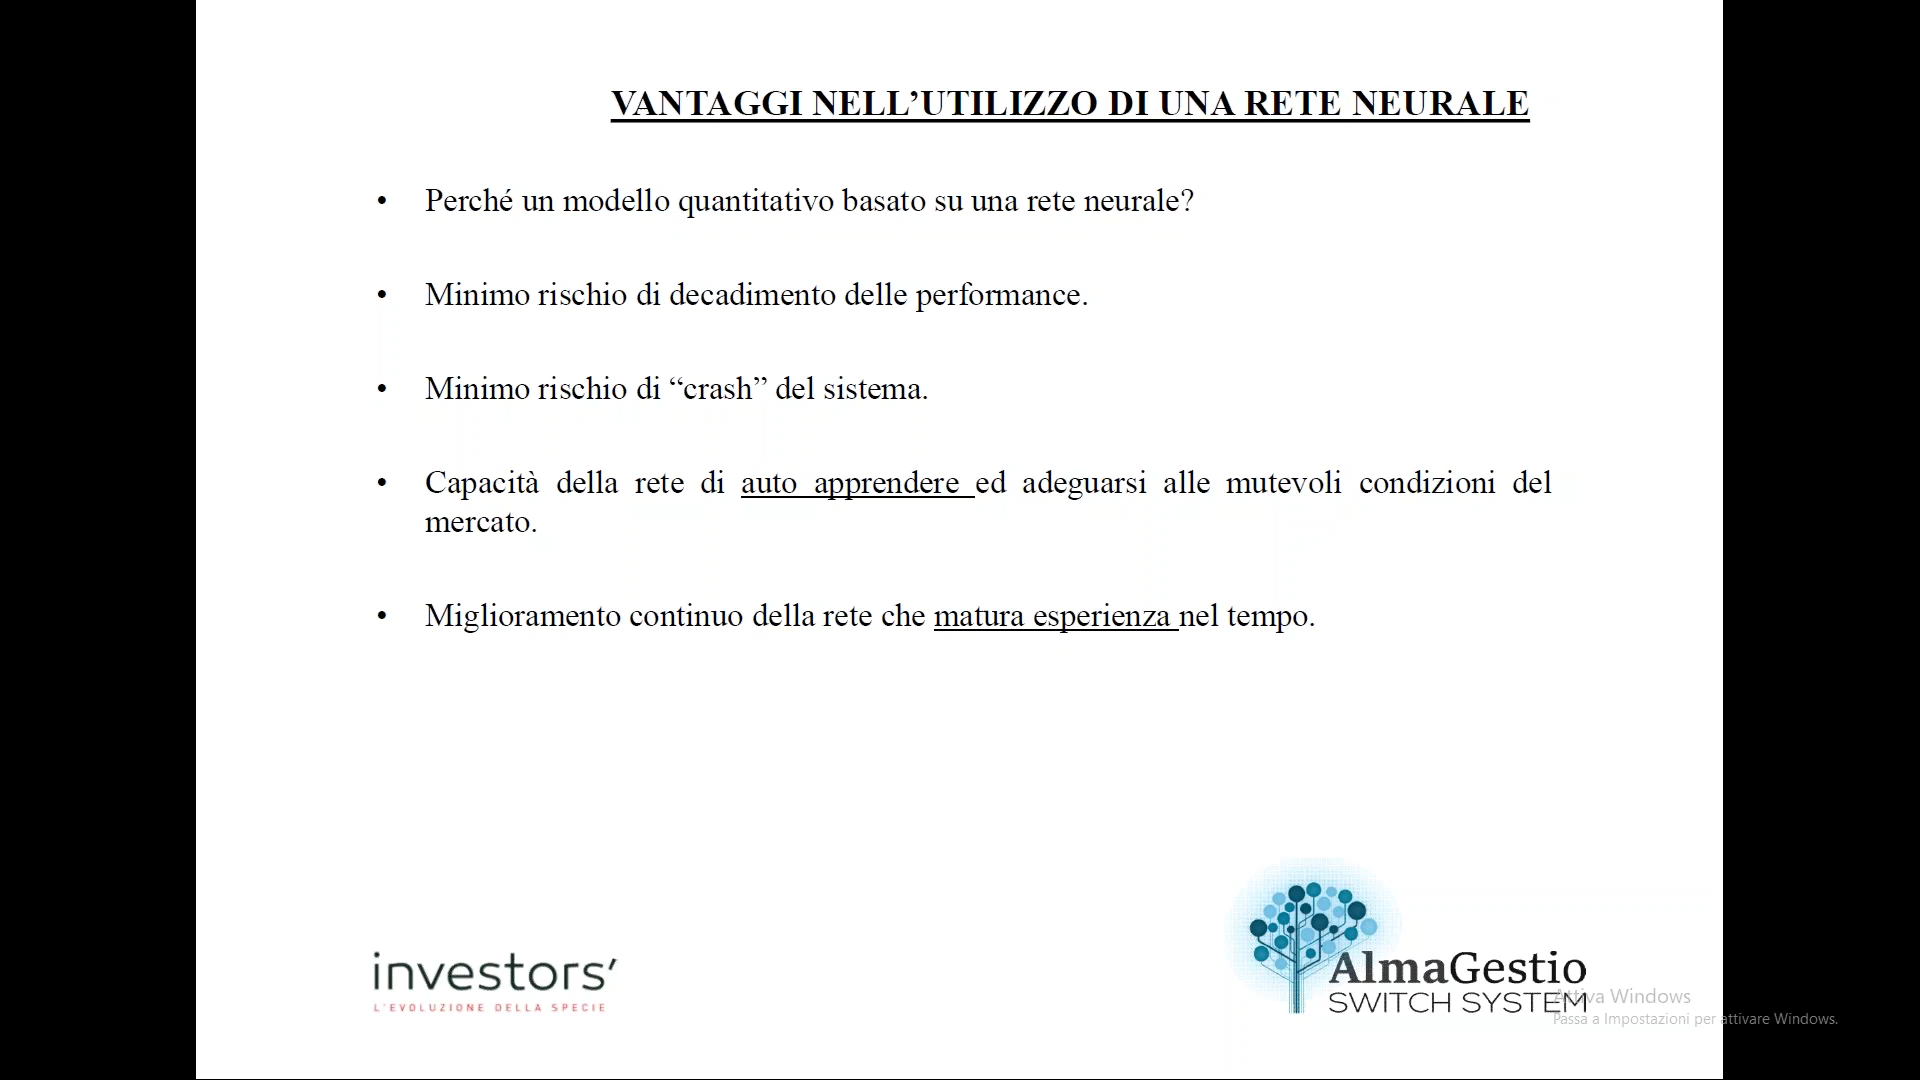 VANTAGGI NELL’UTILIZZO DI UNA RETE NEURALE
• Perché un modello quantitativo basato su una rete neurale?
• Minimo rischio di decadimento delle performance.
• Minimo rischio di “crash” del sistema.
• Capacità della rete di auto apprendere ed adeguarsi alle mutevoli condizioni del
mercato.
• Miglioramento continuo della rete che matura esperienza nel tempo.
investors’
L'EVOLUZIONE DELLA SPECIE
AlmaGestio
SWITCH SYSTEM
Attiva Windows
Passa a Impostazioni per attivare Windows.